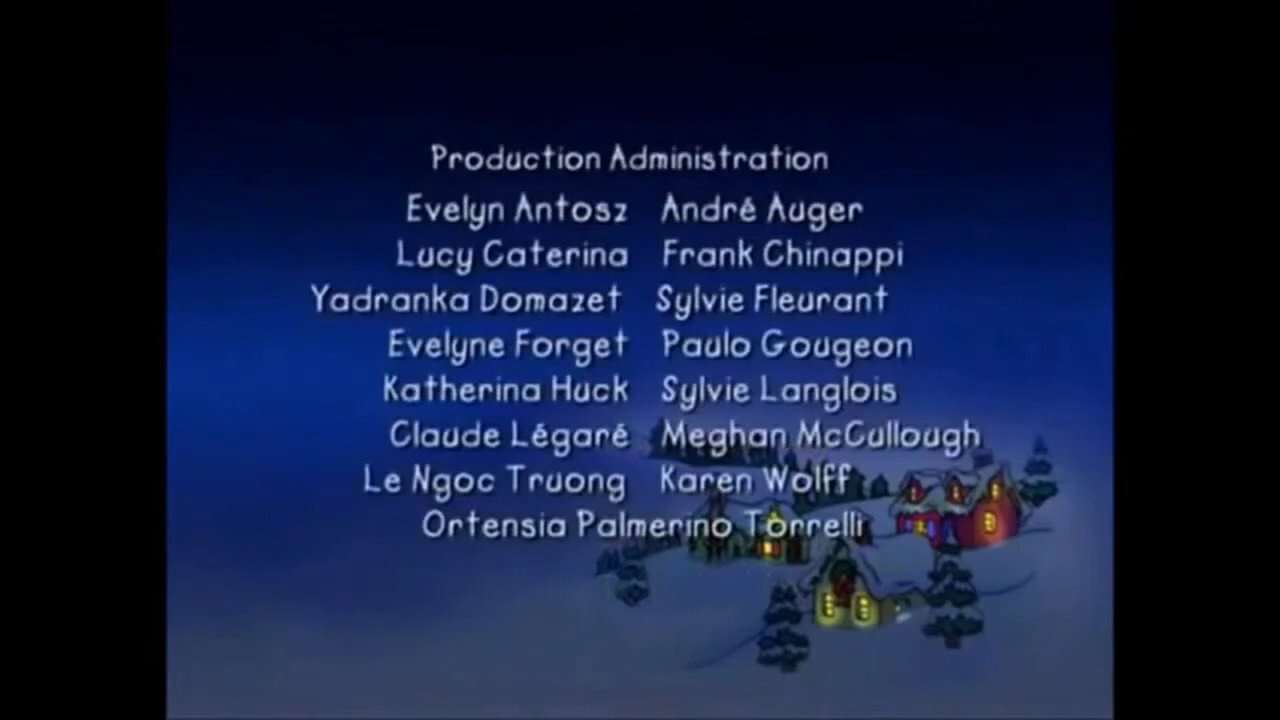 Production Administration
Evelyn Antosz André Auger
Lucy Caterina Frank Chinappi
Yadranka Domazet Sylvie Fleurant
Evelyne Forget Paulo Gougeon
Katherina Huck Sylvie Langlois
Claude Légaré Meghan McCullough
Le Ngoc Truong Karen Wolff
Ortensia Palmerino Torrelli